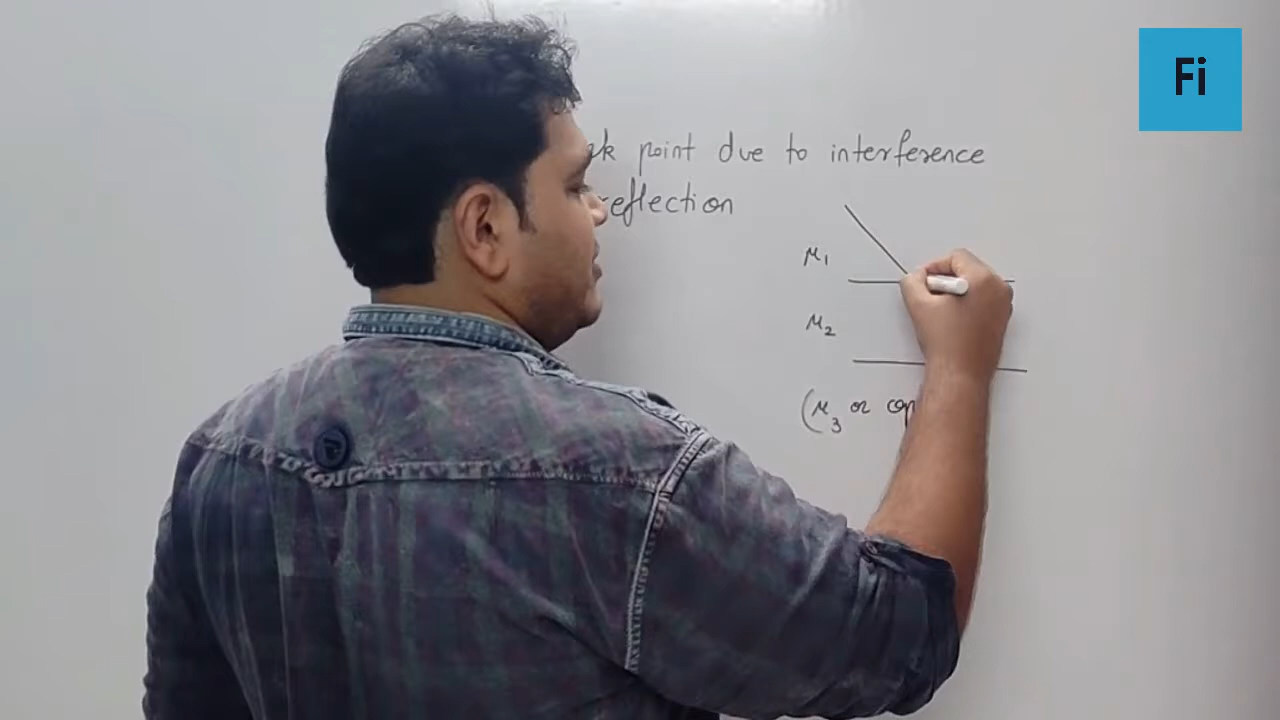 Fi
point due to interference
reflection
μ1
μ2
(μ3 or